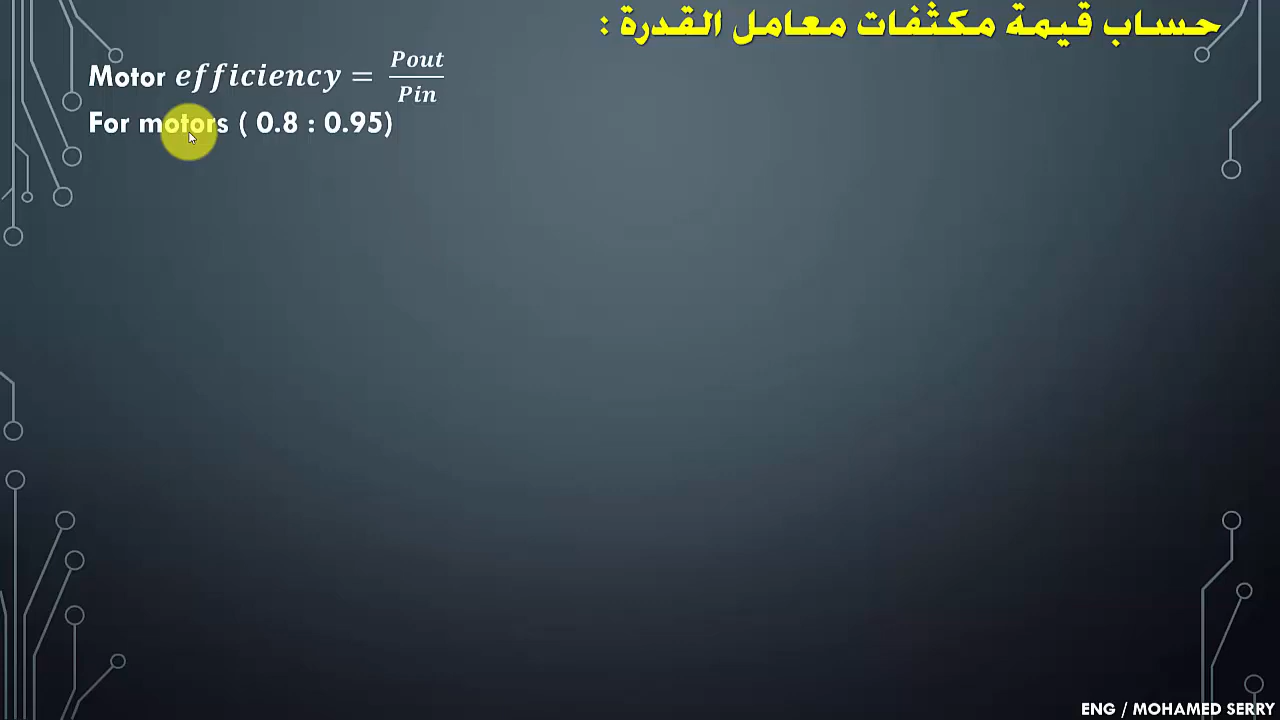 حساب قيمة مكثفات معامل القدرة :
Motor efficiency = Pout/Pin
For motors ( 0.8 : 0.95)
ENG / MOHAMED SERRY